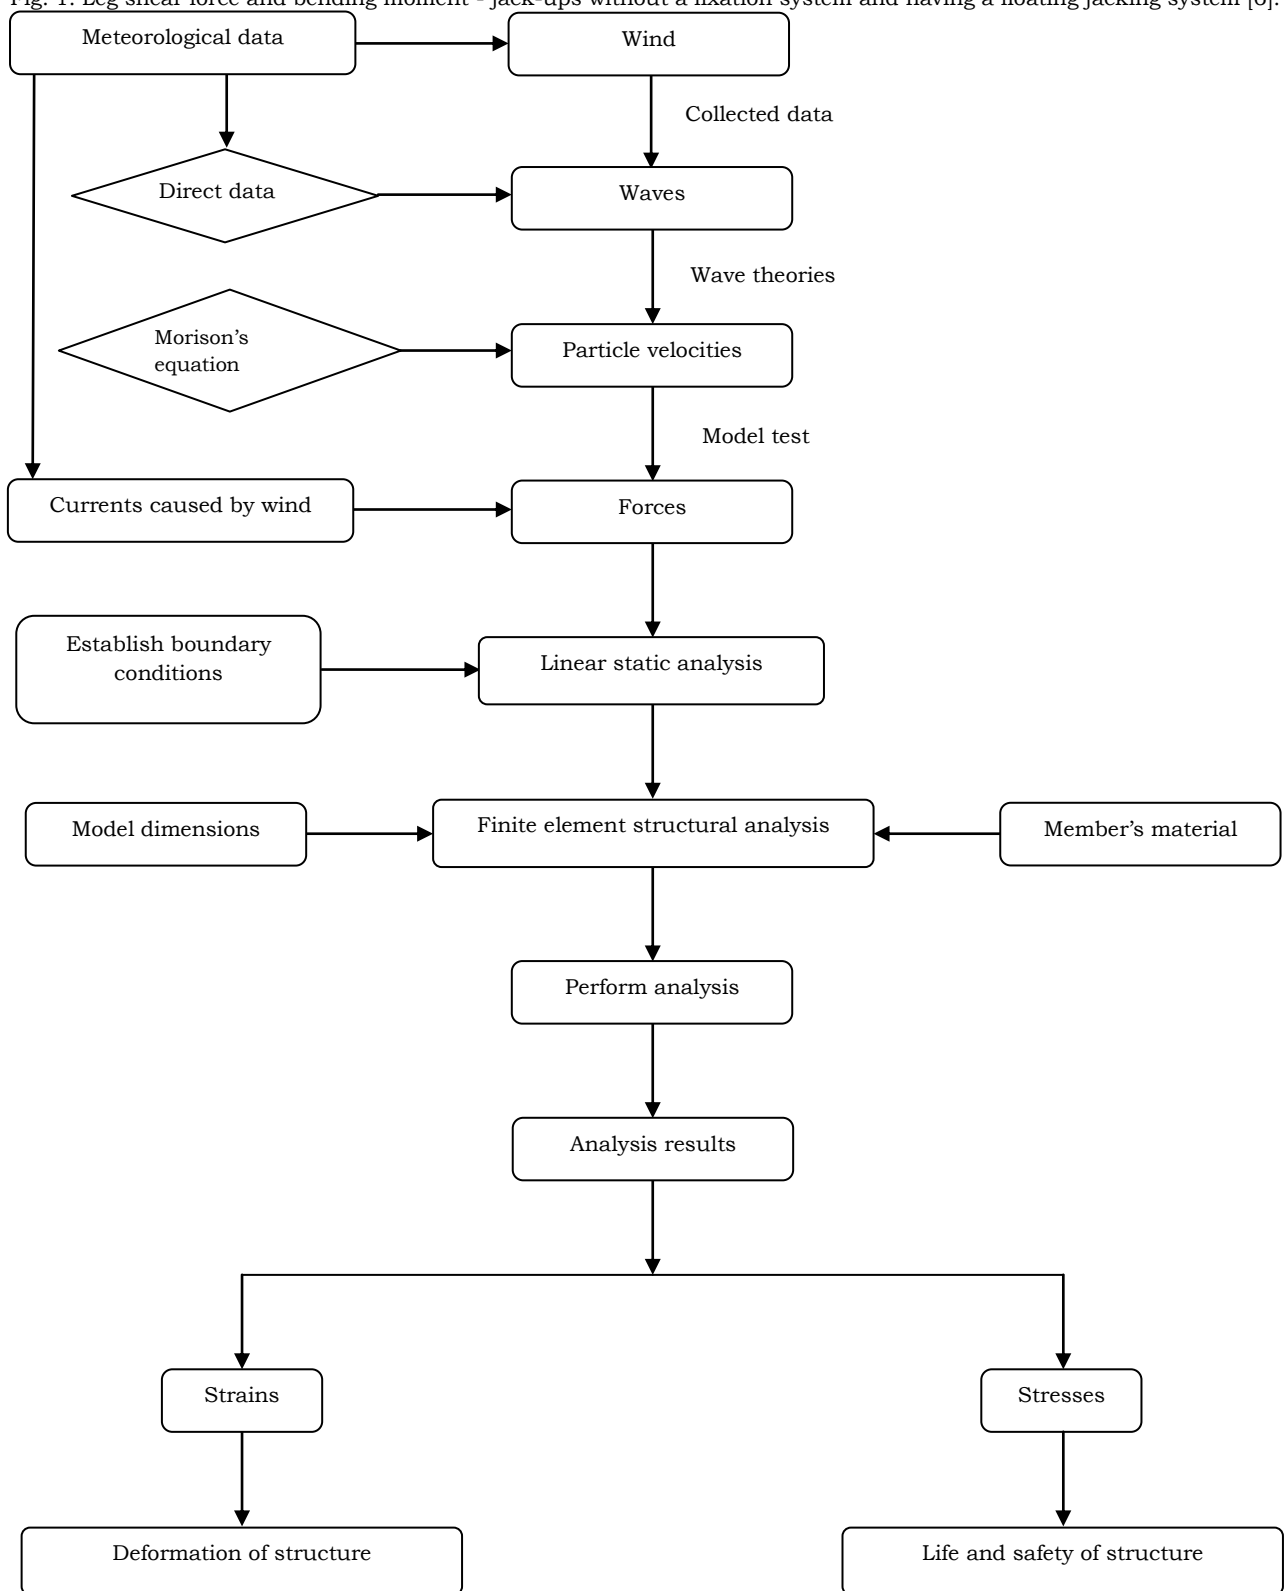 Fig. 1. Leg shear force and bending moment - jack-ups without a fixation system and having a floating jacking system [6].
Meteorological data
Wind
Collected data
Direct data
Waves
Wave theories
Morison's
equation
Particle velocities
Model test
Currents caused by wind
Forces
Establish boundary
conditions
Linear static analysis
Model dimensions
Finite element structural analysis
Member's material
Perform analysis
Analysis results
Strains
Stresses
Deformation of structure
Life and safety of structure